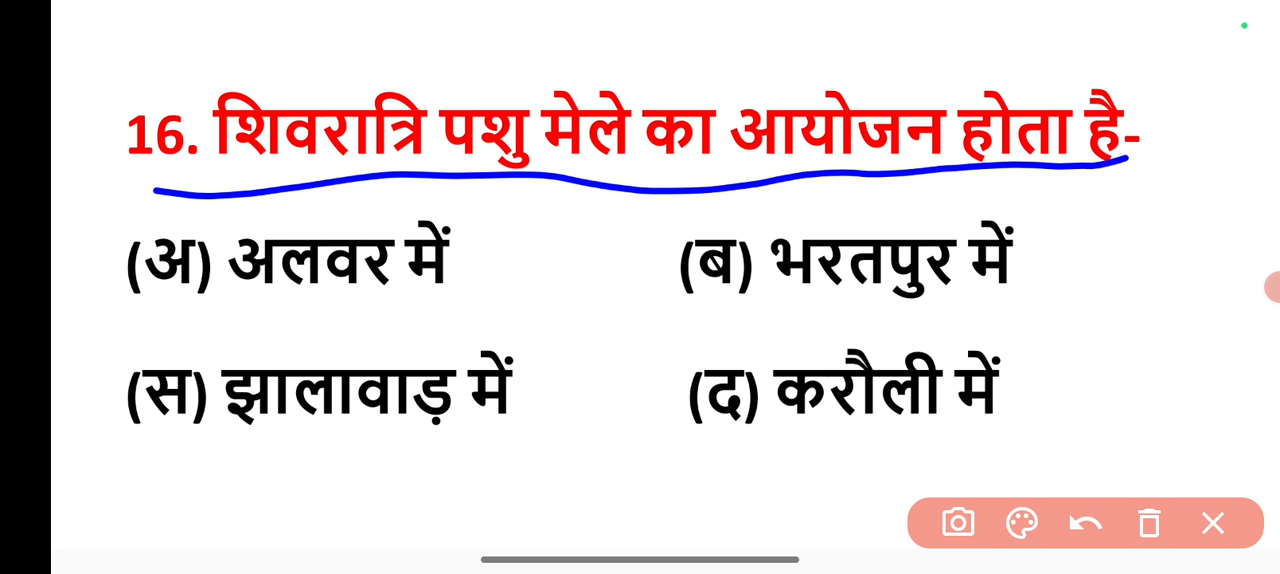 16. शिवरात्रि पशु मेले का आयोजन होता है-
(अ) अलवर में (ब) भरतपुर में
(स) झालावाड़ में (द) करौली में